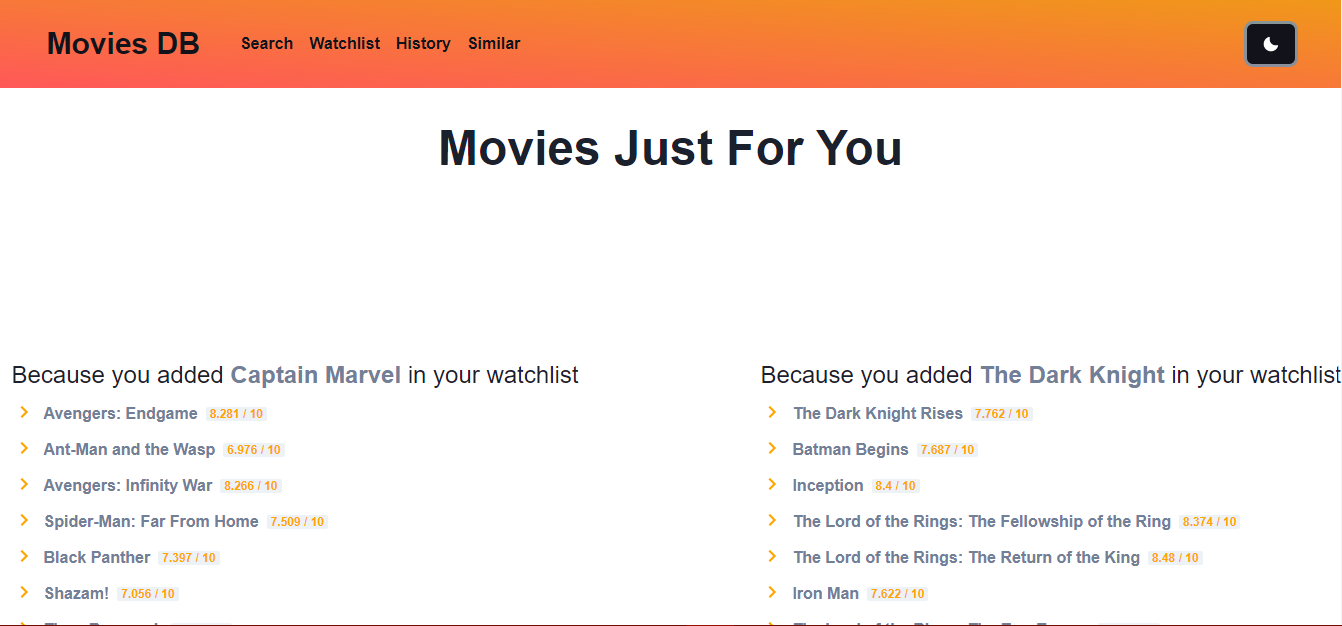 Movies DB Search Watchlist History Similar
Movies Just For You
Because you added Captain Marvel in your watchlist
Avengers: Endgame 8.281 / 10
Ant-Man and the Wasp 6.976 / 10
Avengers: Infinity War 8.266 / 10
Spider-Man: Far From Home 7.509 / 10
Black Panther 7.397 / 10
Shazam! 7.056 / 10
Because you added The Dark Knight in your watchlist
The Dark Knight Rises 7.762 / 10
Batman Begins 7.687 / 10
Inception 8.4 / 10
The Lord of the Rings: The Fellowship of the Ring 8.374 / 10
The Lord of the Rings: The Return of the King 8.48 / 10
Iron Man 7.622 / 10